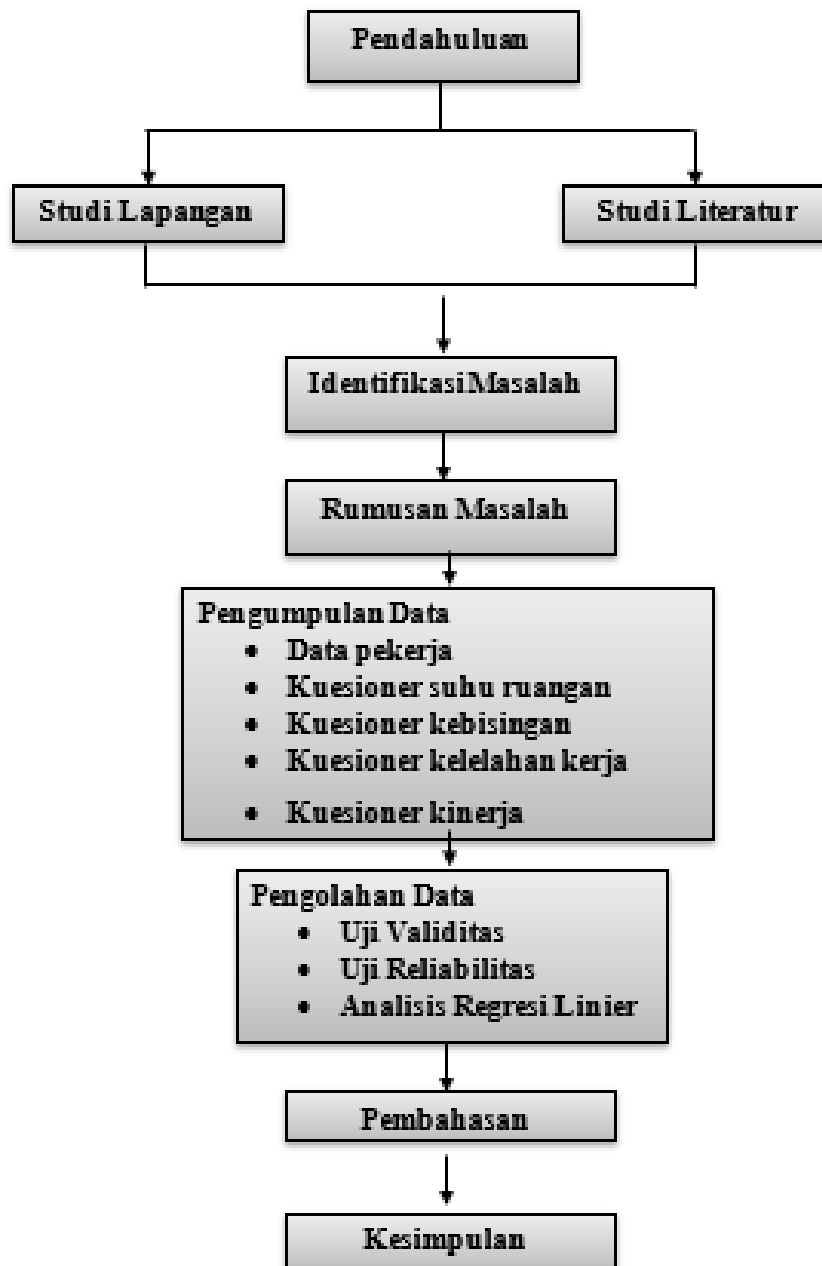 Pendahuluan
Studi Lapangan
Studi Literatur
Identifikasi Masalah
Rumusan Masalah
Pengumpulan Data
• Data pekerja
• Kuesioner suhu ruangan
• Kuesioner kebisingan
• Kuesioner kelelahan kerja
• Kuesioner kinerja
Pengolahan Data
• Uji Validitas
• Uji Reliabilitas
• Analisis Regresi Linier
Pembahasan
Kesimpulan